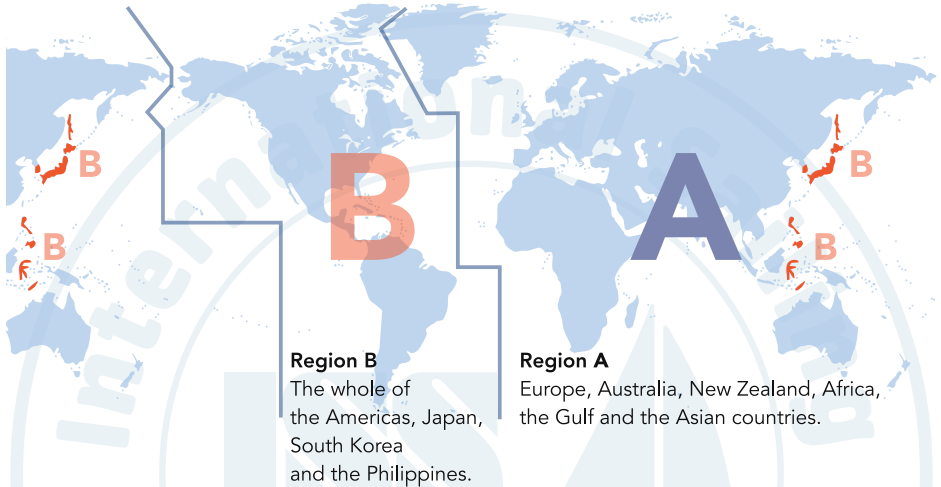 B
B
B
A
B
B
Region B
The whole of
the Americas, Japan,
South Korea
and the Philippines.
Region A
Europe, Australia, New Zealand, Africa,
the Gulf and the Asian countries.
International